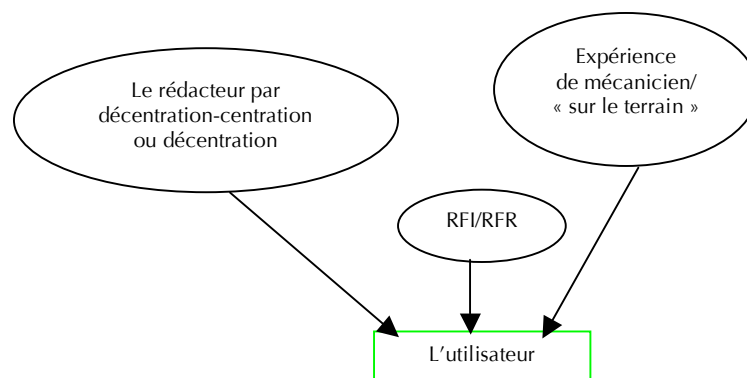 Le rédacteur par
décentration-centration
ou décentration
Expérience
de mécanicien/
« sur le terrain »
RFI/RFR
L'utilisateur